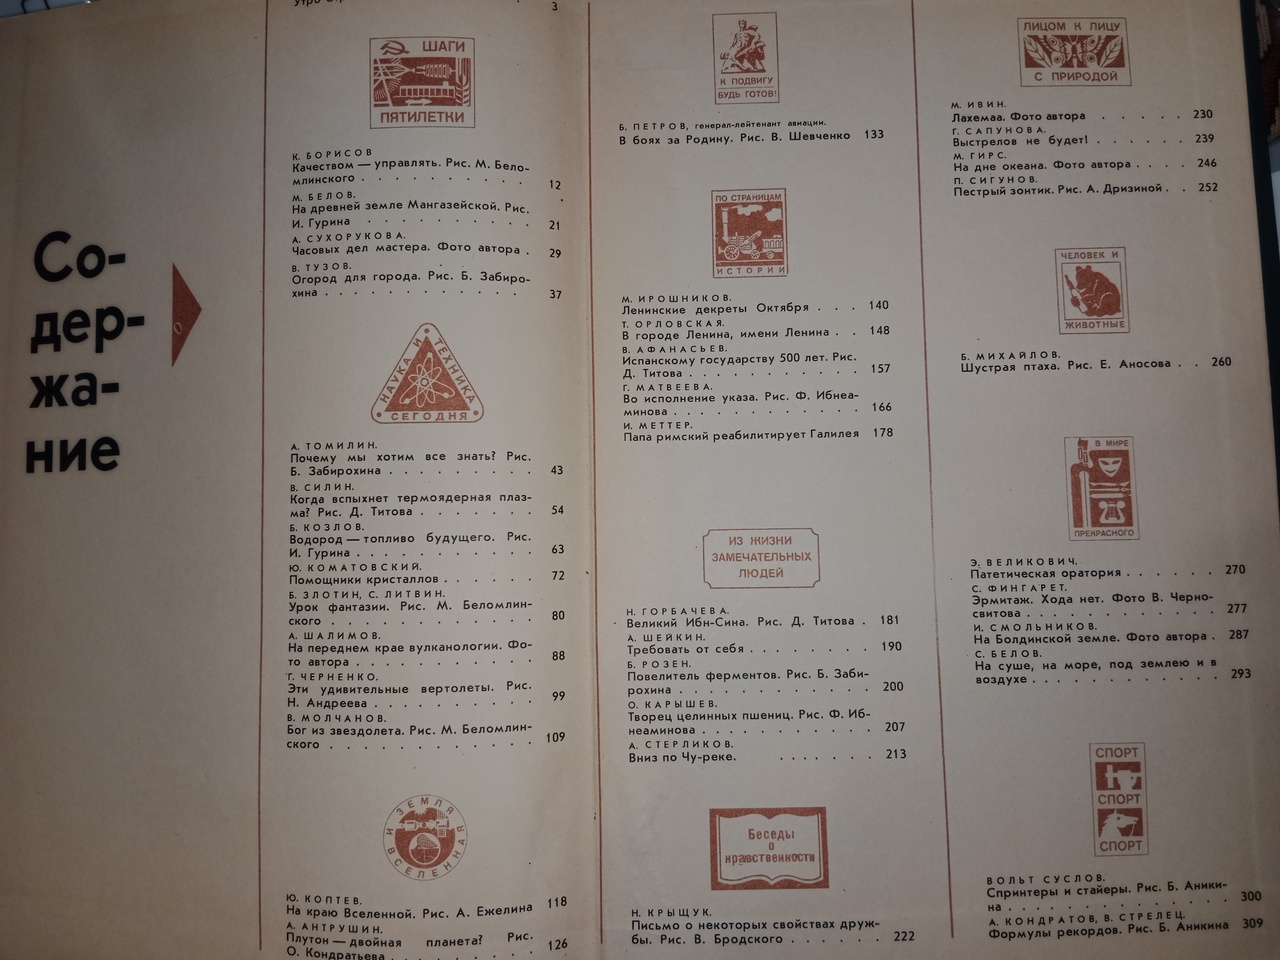 Со-
дер-
жа-
ние
3
ШАГИ
ПЯТИЛЕТКИ
К. БОРИСОВ
Качеством — управлять. Рис. М. Бело-
млинского . . . . . . . . . . 12
М. БЕЛОВ.
На древней земле Мангазейской. Рис.
И. Гурина . . . . . . . . . . 21
А. СУХОРУКОВА.
Часовых дел мастера. Фото автора . 29
В. ТУЗОВ.
Огород для города. Рис. Б. Забиро-
хина . . . . . . . . . . . . 37
НАУКА И ТЕХНИКА
СЕГОДНЯ
А. ТОМИЛИН.
Почему мы хотим все знать? Рис.
Б. Забирохина . . . . . . . . . 43
В. СИЛИН.
Когда вспыхнет термоядерная плаз-
ма? Рис. Д. Титова . . . . . . . 54
Б. КОЗЛОВ.
Водород — топливо будущего. Рис.
И. Гурина . . . . . . . . . . . 63
Ю. КОМАТОВСКИЙ.
Помощники кристаллов . . . . . . 72
Б. ЗЛОТИН, С. ЛИТВИН.
Урок фантазии. Рис. М. Беломлин-
ского . . . . . . . . . . . . 80
А. ШАЛИМОВ.
На переднем крае вулканологии. Фо-
то автора . . . . . . . . . . . 88
Г. ЧЕРНЕНКО.
Эти удивительные вертолеты. Рис.
Н. Андреева . . . . . . . . . . 99
В. МОЛЧАНОВ.
Бог из звездолета. Рис. М. Беломлин-
ского . . . . . . . . . . . . 109
ЗЕМЛЯ И ВСЕЛЕННАЯ
Ю. КОПТЕВ.
На краю Вселенной. Рис. А. Ежелина 118
А. АНТРУШИН.
Плутон — двойная планета? Рис.
О. Кондратьева . . . . . . . . . 126
К ПОДВИГУ
БУДЬ ГОТОВ!
Б. ПЕТРОВ, генерал-лейтенант авиации.
В боях за Родину. Рис. В. Шевченко 133
ПО СТРАНИЦАМ
ИСТОРИИ
М. ИРОШНИКОВ.
Ленинские декреты Октября . . . 140
Т. ОРЛОВСКАЯ.
В городе Ленина, имени Ленина . . 148
В. АФАНАСЬЕВ.
Испанскому государству 500 лет. Рис.
Д. Титова . . . . . . . . . . . 157
Г. МАТВЕЕВА.
Во исполнение указа. Рис. Ф. Ибнеа-
минова . . . . . . . . . . . . 166
И. МЕТТЕР.
Папа римский реабилитирует Галилея 178
ИЗ ЖИЗНИ
ЗАМЕЧАТЕЛЬНЫХ
ЛЮДЕЙ
Н. ГОРБАЧЕВА.
Великий Ибн-Сина. Рис. Д. Титова . 181
А. ШЕЙКИН.
Требовать от себя . . . . . . . . 190
Б. РОЗЕН.
Повелитель ферментов. Рис. Б. Заби-
рохина . . . . . . . . . . . . 200
О. КАРЫШЕВ.
Творец целинных пшениц. Рис. Ф. Иб-
неаминова . . . . . . . . . . . 207
А. СТЕРЛИКОВ.
Вниз по Чу-реке. . . . . . . . 213
Беседы
о
нравственности
Н. КРЫЩУК.
Письмо о некоторых свойствах друж-
бы. Рис. В. Бродского . . . . . . 222
ЛИЦОМ К ЛИЦУ
С ПРИРОДОЙ
М. ИВИН.
Лахемаа. Фото автора . . . . . 230
Г. САПУНОВА.
Выстрелов не будет! . . . . . . 239
М. ГИРС.
На дне океана. Фото автора . . . . 246
П. СИГУНОВ.
Пестрый зонтик. Рис. А. Дризиной . . 252
ЧЕЛОВЕК И
ЖИВОТНЫЕ
Б. МИХАЙЛОВ.
Шустрая птаха. Рис. Е. Аносова . . 260
В МИРЕ
ПРЕКРАСНОГО
Э. ВЕЛИКОВИЧ.
Патетическая оратория . . . . . . 270
С. ФИНГАРЕТ.
Эрмитаж. Хода нет. Фото В. Черно-
свитова . . . . . . . . . . . . 277
И. СМОЛЬНИКОВ.
На Болдинской земле. Фото автора . 287
С. БЕЛОВ.
На суше, на море, под землею и в
воздухе . . . . . . . . . . . . 293
СПОРТ
СПОРТ
СПОРТ
ВОЛЬТ СУСЛОВ.
Спринтеры и стайеры. Рис. Б. Аники-
на . . . . . . . . . . . . . 300
А. КОНДРАТОВ, В. СТРЕЛЕЦ.
Формулы рекордов. Рис. Б. Аникина 309